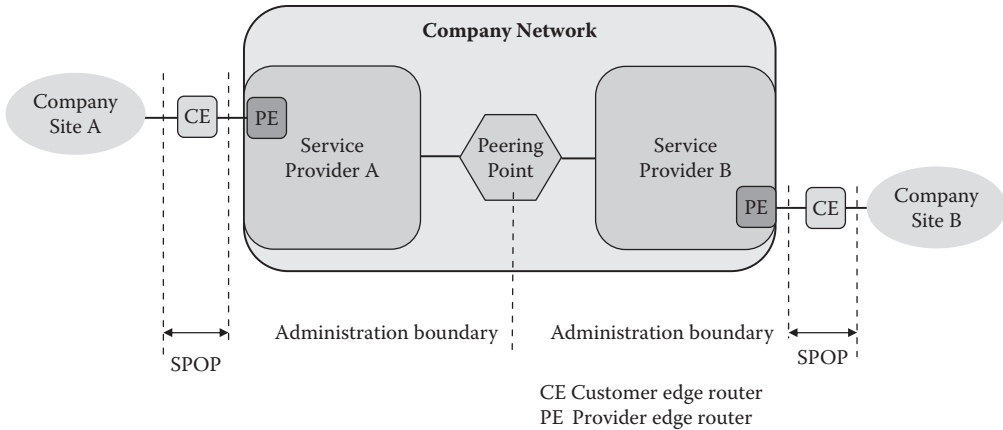 Company Network
Company
Site A
CE
PE
Service
Provider A
Peering
Point
Service
Provider B
PE
CE
Company
Site B
Administration boundary
Administration boundary
SPOP
SPOP
CE Customer edge router
PE Provider edge router